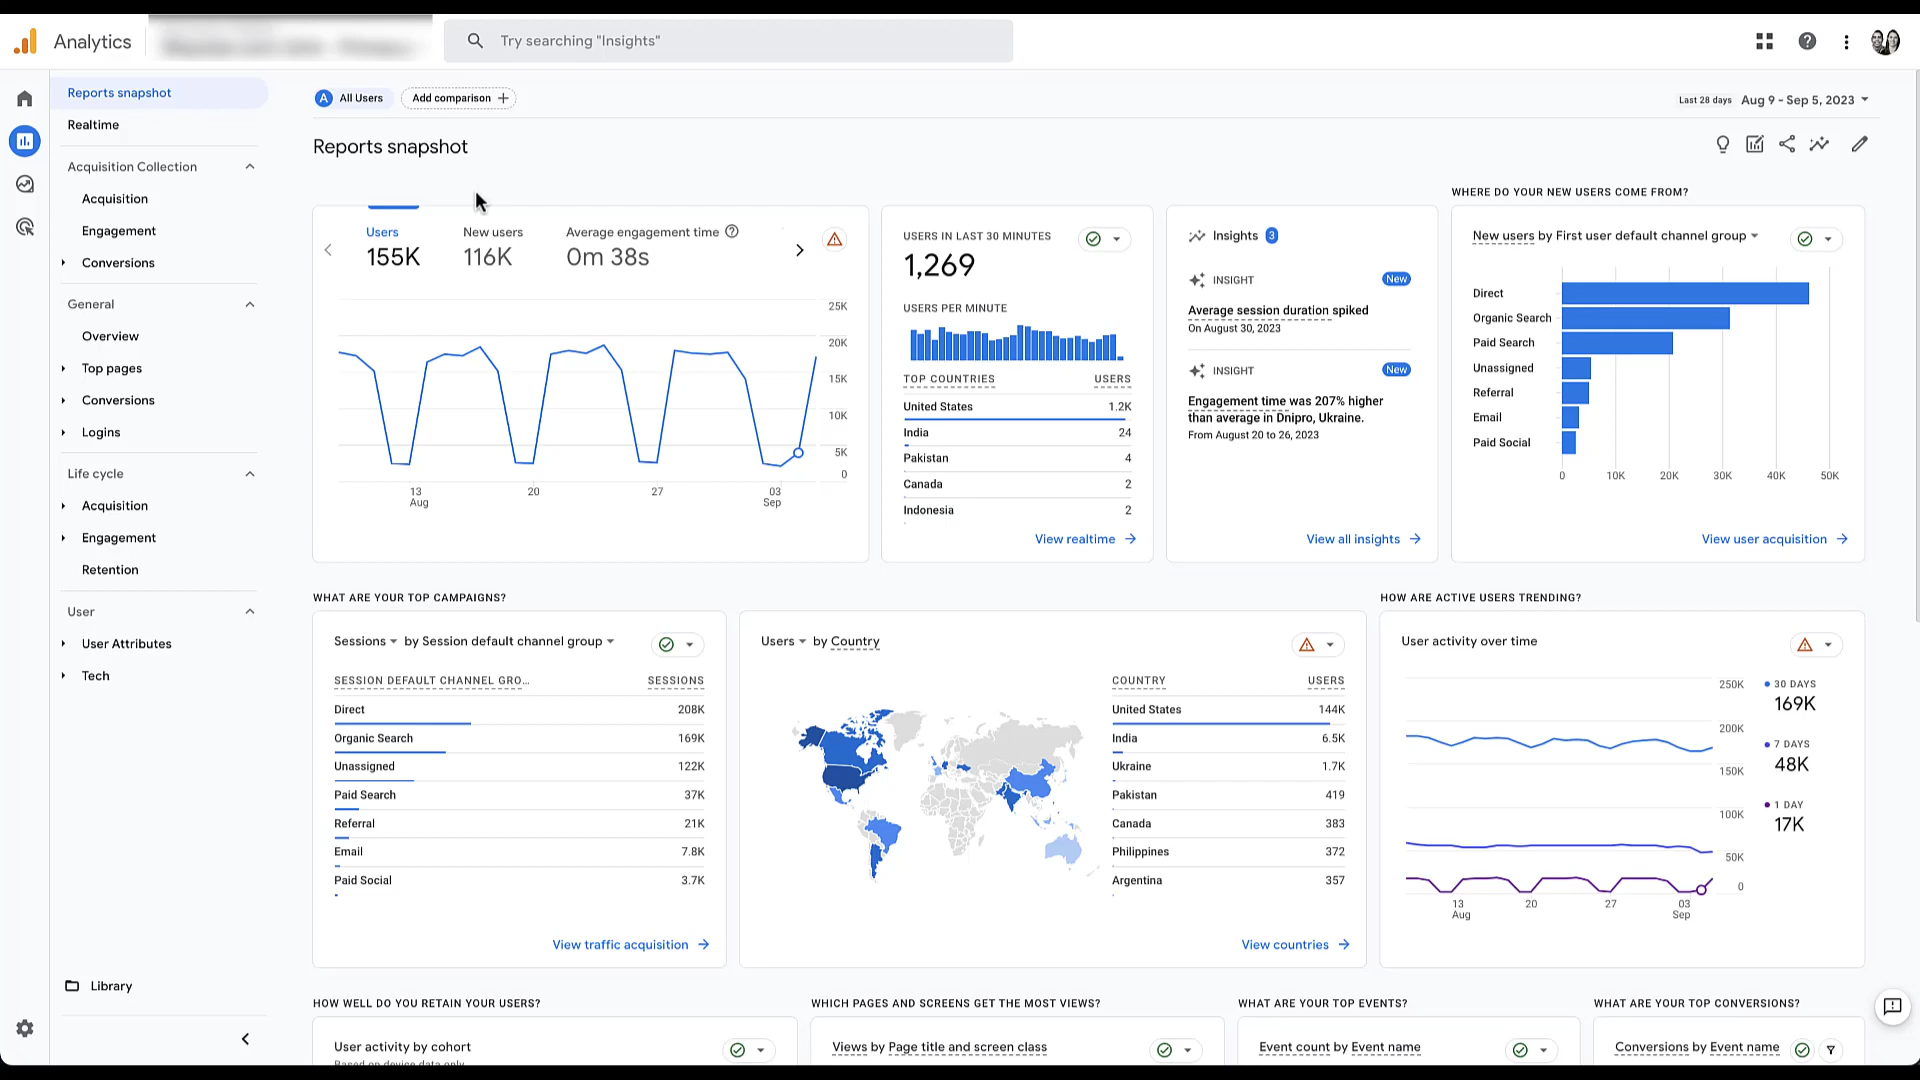 Analytics
Try searching "Insights"
Reports snapshot
Realtime
Acquisition Collection
Acquisition
Engagement
Conversions
General
Overview
Top pages
Conversions
Logins
Life cycle
Acquisition
Engagement
Retention
User
User Attributes
Tech
Library
A All Users
Add comparison
Last 28 days Aug 9 - Sep 5, 2023
Reports snapshot
Users
155K
New users
116K
Average engagement time
0m 38s
25K
20K
15K
10K
5K
0
13
Aug
20
27
03
Sep
USERS IN LAST 30 MINUTES
1,269
USERS PER MINUTE
TOP COUNTRIES USERS
United States 1.2K
India 24
Pakistan 4
Canada 2
Indonesia 2
View realtime
Insights 3
INSIGHT New
Average session duration spiked
On August 30, 2023
INSIGHT New
Engagement time was 207% higher
than average in Dnipro, Ukraine.
From August 20 to 26, 2023
View all insights
WHERE DO YOUR NEW USERS COME FROM?
New users by First user default channel group
Direct
Organic Search
Paid Search
Unassigned
Referral
Email
Paid Social
0 10K 20K 30K 40K 50K
View user acquisition
WHAT ARE YOUR TOP CAMPAIGNS?
Sessions by Session default channel group
SESSION DEFAULT CHANNEL GRO... SESSIONS
Direct 208K
Organic Search 169K
Unassigned 122K
Paid Search 37K
Referral 21K
Email 7.8K
Paid Social 3.7K
View traffic acquisition
Users by Country
COUNTRY USERS
United States 144K
India 6.5K
Ukraine 1.7K
Pakistan 419
Canada 383
Philippines 372
Argentina 357
View countries
HOW ARE ACTIVE USERS TRENDING?
User activity over time
250K
200K
150K
100K
50K
0
13
Aug
20
27
03
Sep
30 DAYS
169K
7 DAYS
48K
1 DAY
17K
HOW WELL DO YOU RETAIN YOUR USERS?
User activity by cohort
Based on device data only
WHICH PAGES AND SCREENS GET THE MOST VIEWS?
Views by Page title and screen class
WHAT ARE YOUR TOP EVENTS?
Event count by Event name
WHAT ARE YOUR TOP CONVERSIONS?
Conversions by Event name